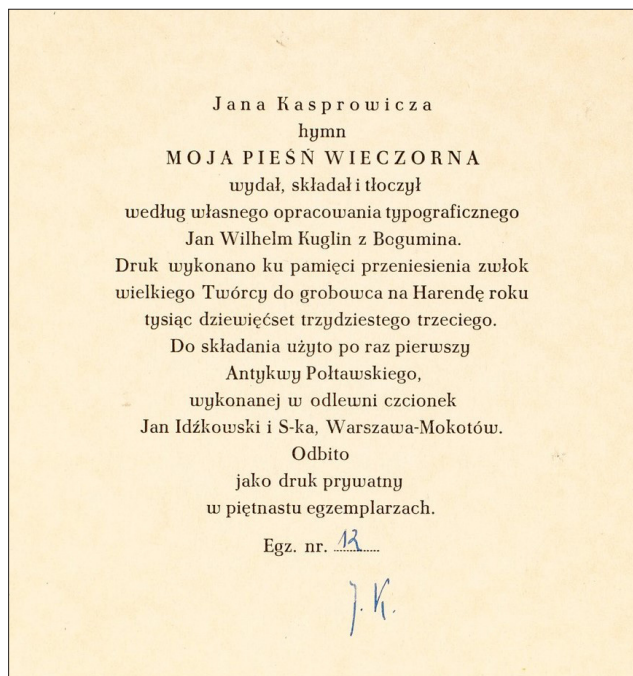 Jana Kasprowicza
hymn
MOJA PIEŚŃ WIECZORNA
wydał, składał i tłoczył
według własnego opracowania typograficznego
Jan Wilhelm Kuglin z Bogumina.
Druk wykonano ku pamięci przeniesienia zwłok
wielkiego Twórcy do grobowca na Harendę roku
tysiąc dziewięćset trzydziestego trzeciego.
Do składania użyto po raz pierwszy
Antykwy Połtawskiego,
wykonanej w odlewni czcionek
Jan Idźkowski i S-ka, Warszawa-Mokotów.
Odbito
jako druk prywatny
w piętnastu egzemplarzach.
Egz. nr. 12
J. K.